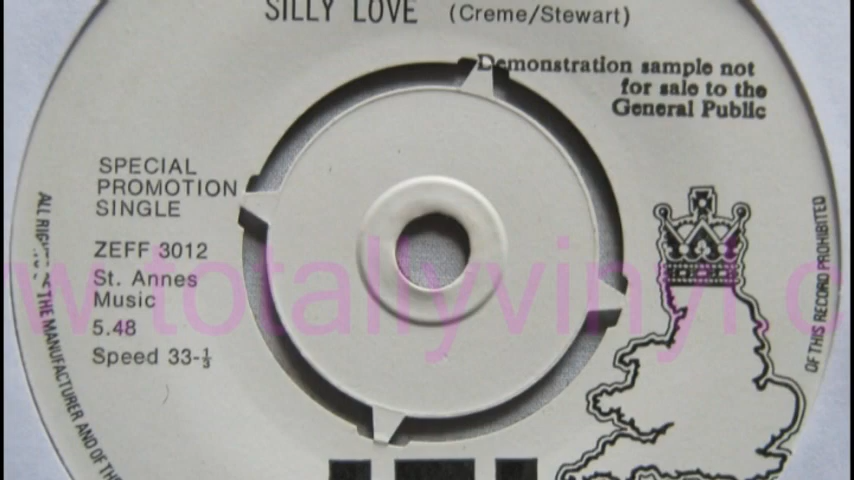 SILLY LOVE (Creme/Stewart)
Demonstration sample not
for sale to the
General Public
SPECIAL
PROMOTION
SINGLE
ZEFF 3012
St. Annes
Music
5.48
Speed 33-⅓
ALL RIGHTS OF THE MANUFACTURER AND OF THE
OF THIS RECORD PROHIBITED
w.totallyvinyl.c